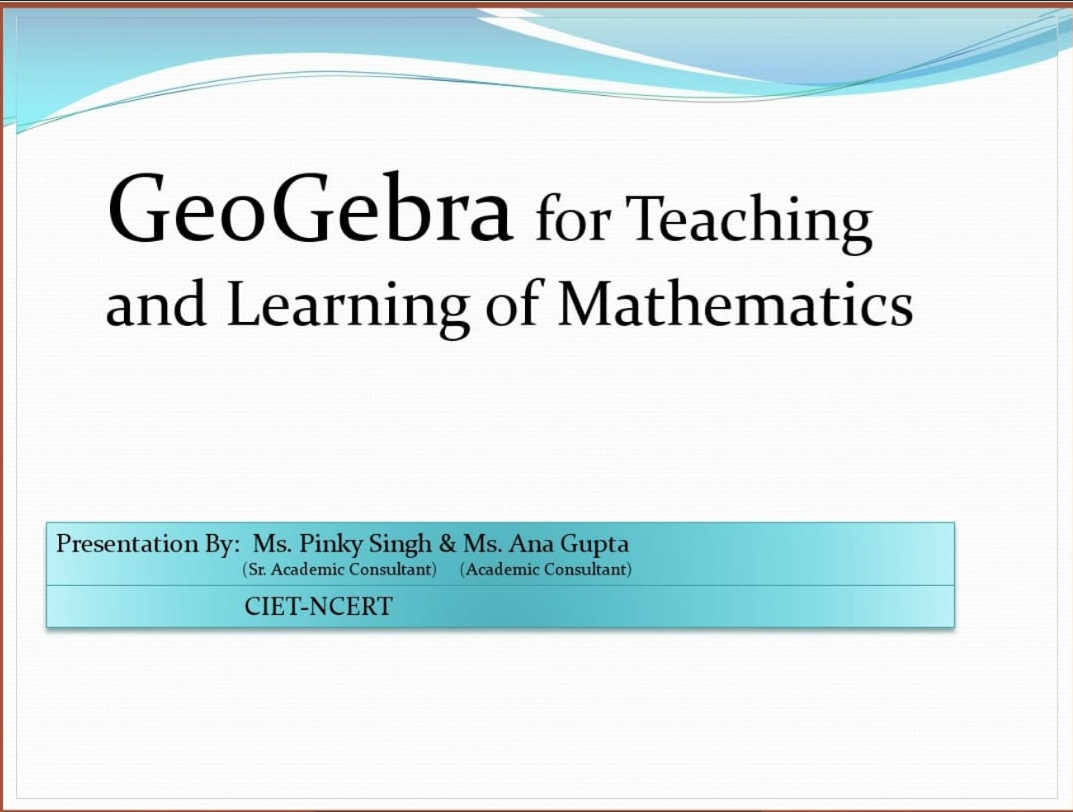 GeoGebra for Teaching
and Learning of Mathematics
Presentation By: Ms. Pinky Singh & Ms. Ana Gupta
(Sr. Academic Consultant) (Academic Consultant)
CIET-NCERT